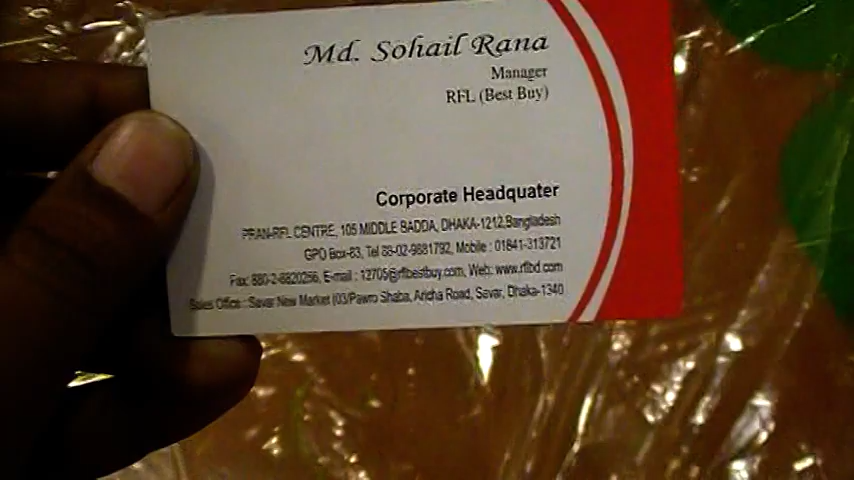 Md. Sohail Rana
Manager
RFL (Best Buy)
Corporate Headquater
PRAN-RFL CENTRE, 105 MIDDLE BADDA, DHAKA-1212,Bangladesh
GPO Box-83, Tel 88-02-9881792, Mobile : 01841-313721
Fax: 880-2-8820256, E-mail : 12705@rflbestbuy.com, Web: www.rflbd.com
Sales Office : Savar New Market (03/Pawro Shaba, Aricha Road, Savar, Dhaka-1340